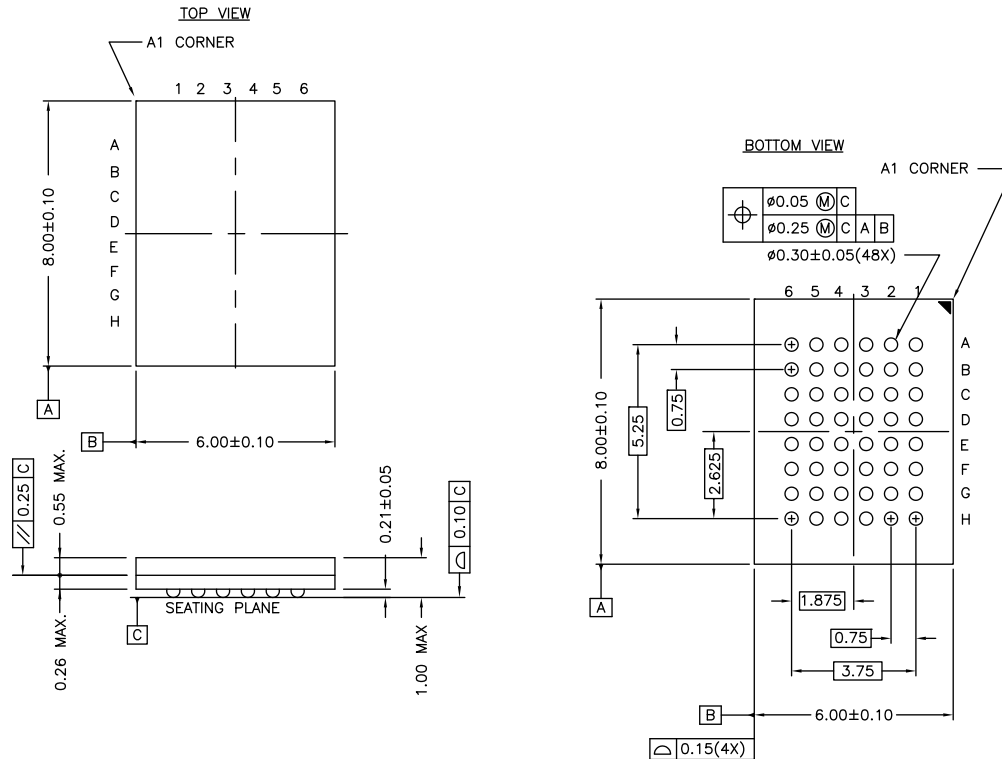 TOP VIEW
A1 CORNER
1 2 3 4 5 6
A
B
C
D
E
F
G
H
8.00±0.10
A
B
6.00±0.10
// 0.25 C
0.55 MAX.
0.21±0.05
⌓ 0.10 C
SEATING PLANE
C
0.26 MAX.
1.00 MAX
BOTTOM VIEW
A1 CORNER
⌖ ø0.05 Ⓜ C
ø0.25 Ⓜ C A B
ø0.30±0.05(48X)
6 5 4 3 2 1
A
B
C
D
E
F
G
H
8.00±0.10
5.25
0.75
2.625
A
1.875
0.75
3.75
B
6.00±0.10
⌓ 0.15(4X)